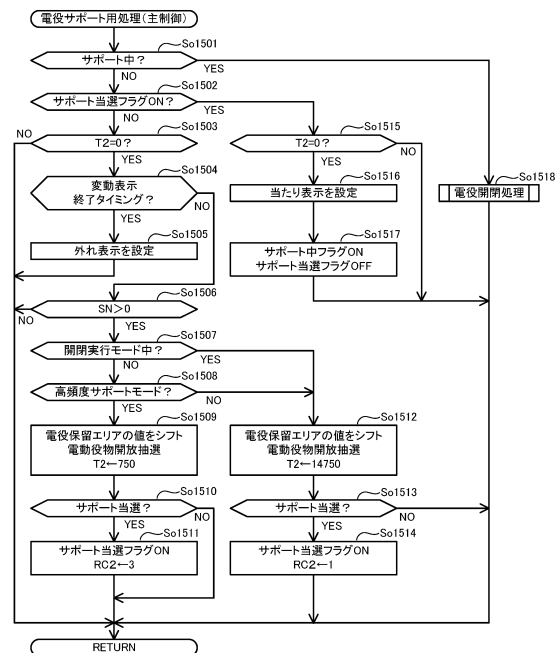 電役サポート用処理(主制御)
So1501
サポート中?
YES
NO
So1502
サポート当選フラグON?
YES
NO
So1503
NO
T2=0?
YES
So1504
変動表示
終了タイミング?
NO
YES
So1505
外れ表示を設定
So1506
SN>0
NO
YES
So1507
開閉実行モード中?
YES
NO
So1508
高頻度サポートモード?
NO
YES
So1509
電役保留エリアの値をシフト
電動役物開放抽選
T2←750
So1510
サポート当選?
YES
NO
So1511
サポート当選フラグON
RC2←3
So1515
T2=0?
NO
YES
So1516
当たり表示を設定
So1517
サポート中フラグON
サポート当選フラグOFF
So1518
電役開閉処理
So1512
電役保留エリアの値をシフト
電動役物開放抽選
T2←14750
So1513
サポート当選?
YES
NO
So1514
サポート当選フラグON
RC2←1
RETURN